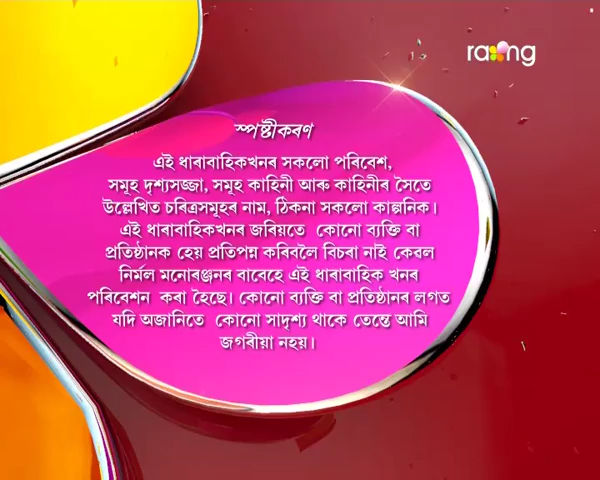 rang
স্পষ্টীকৰণ
এই ধাৰাবাহিকখনৰ সকলো পৰিবেশ,
সমূহ দৃশ্যসজ্জা, সমূহ কাহিনী আৰু কাহিনীৰ সৈতে
উল্লেখিত চৰিত্ৰসমূহৰ নাম, ঠিকনা সকলো কাল্পনিক।
এই ধাৰাবাহিকখনৰ জৰিয়তে কোনো ব্যক্তি বা
প্ৰতিষ্ঠানক হেয় প্ৰতিপন্ন কৰিবলৈ বিচৰা নাই কেৱল
নিৰ্মল মনোৰঞ্জনৰ বাবেহে এই ধাৰাবাহিক খনৰ
পৰিবেশন কৰা হৈছে। কোনো ব্যক্তি বা প্ৰতিষ্ঠানৰ লগত
যদি অজানিতে কোনো সাদৃশ্য থাকে তেন্তে আমি
জগৰীয়া নহয়।